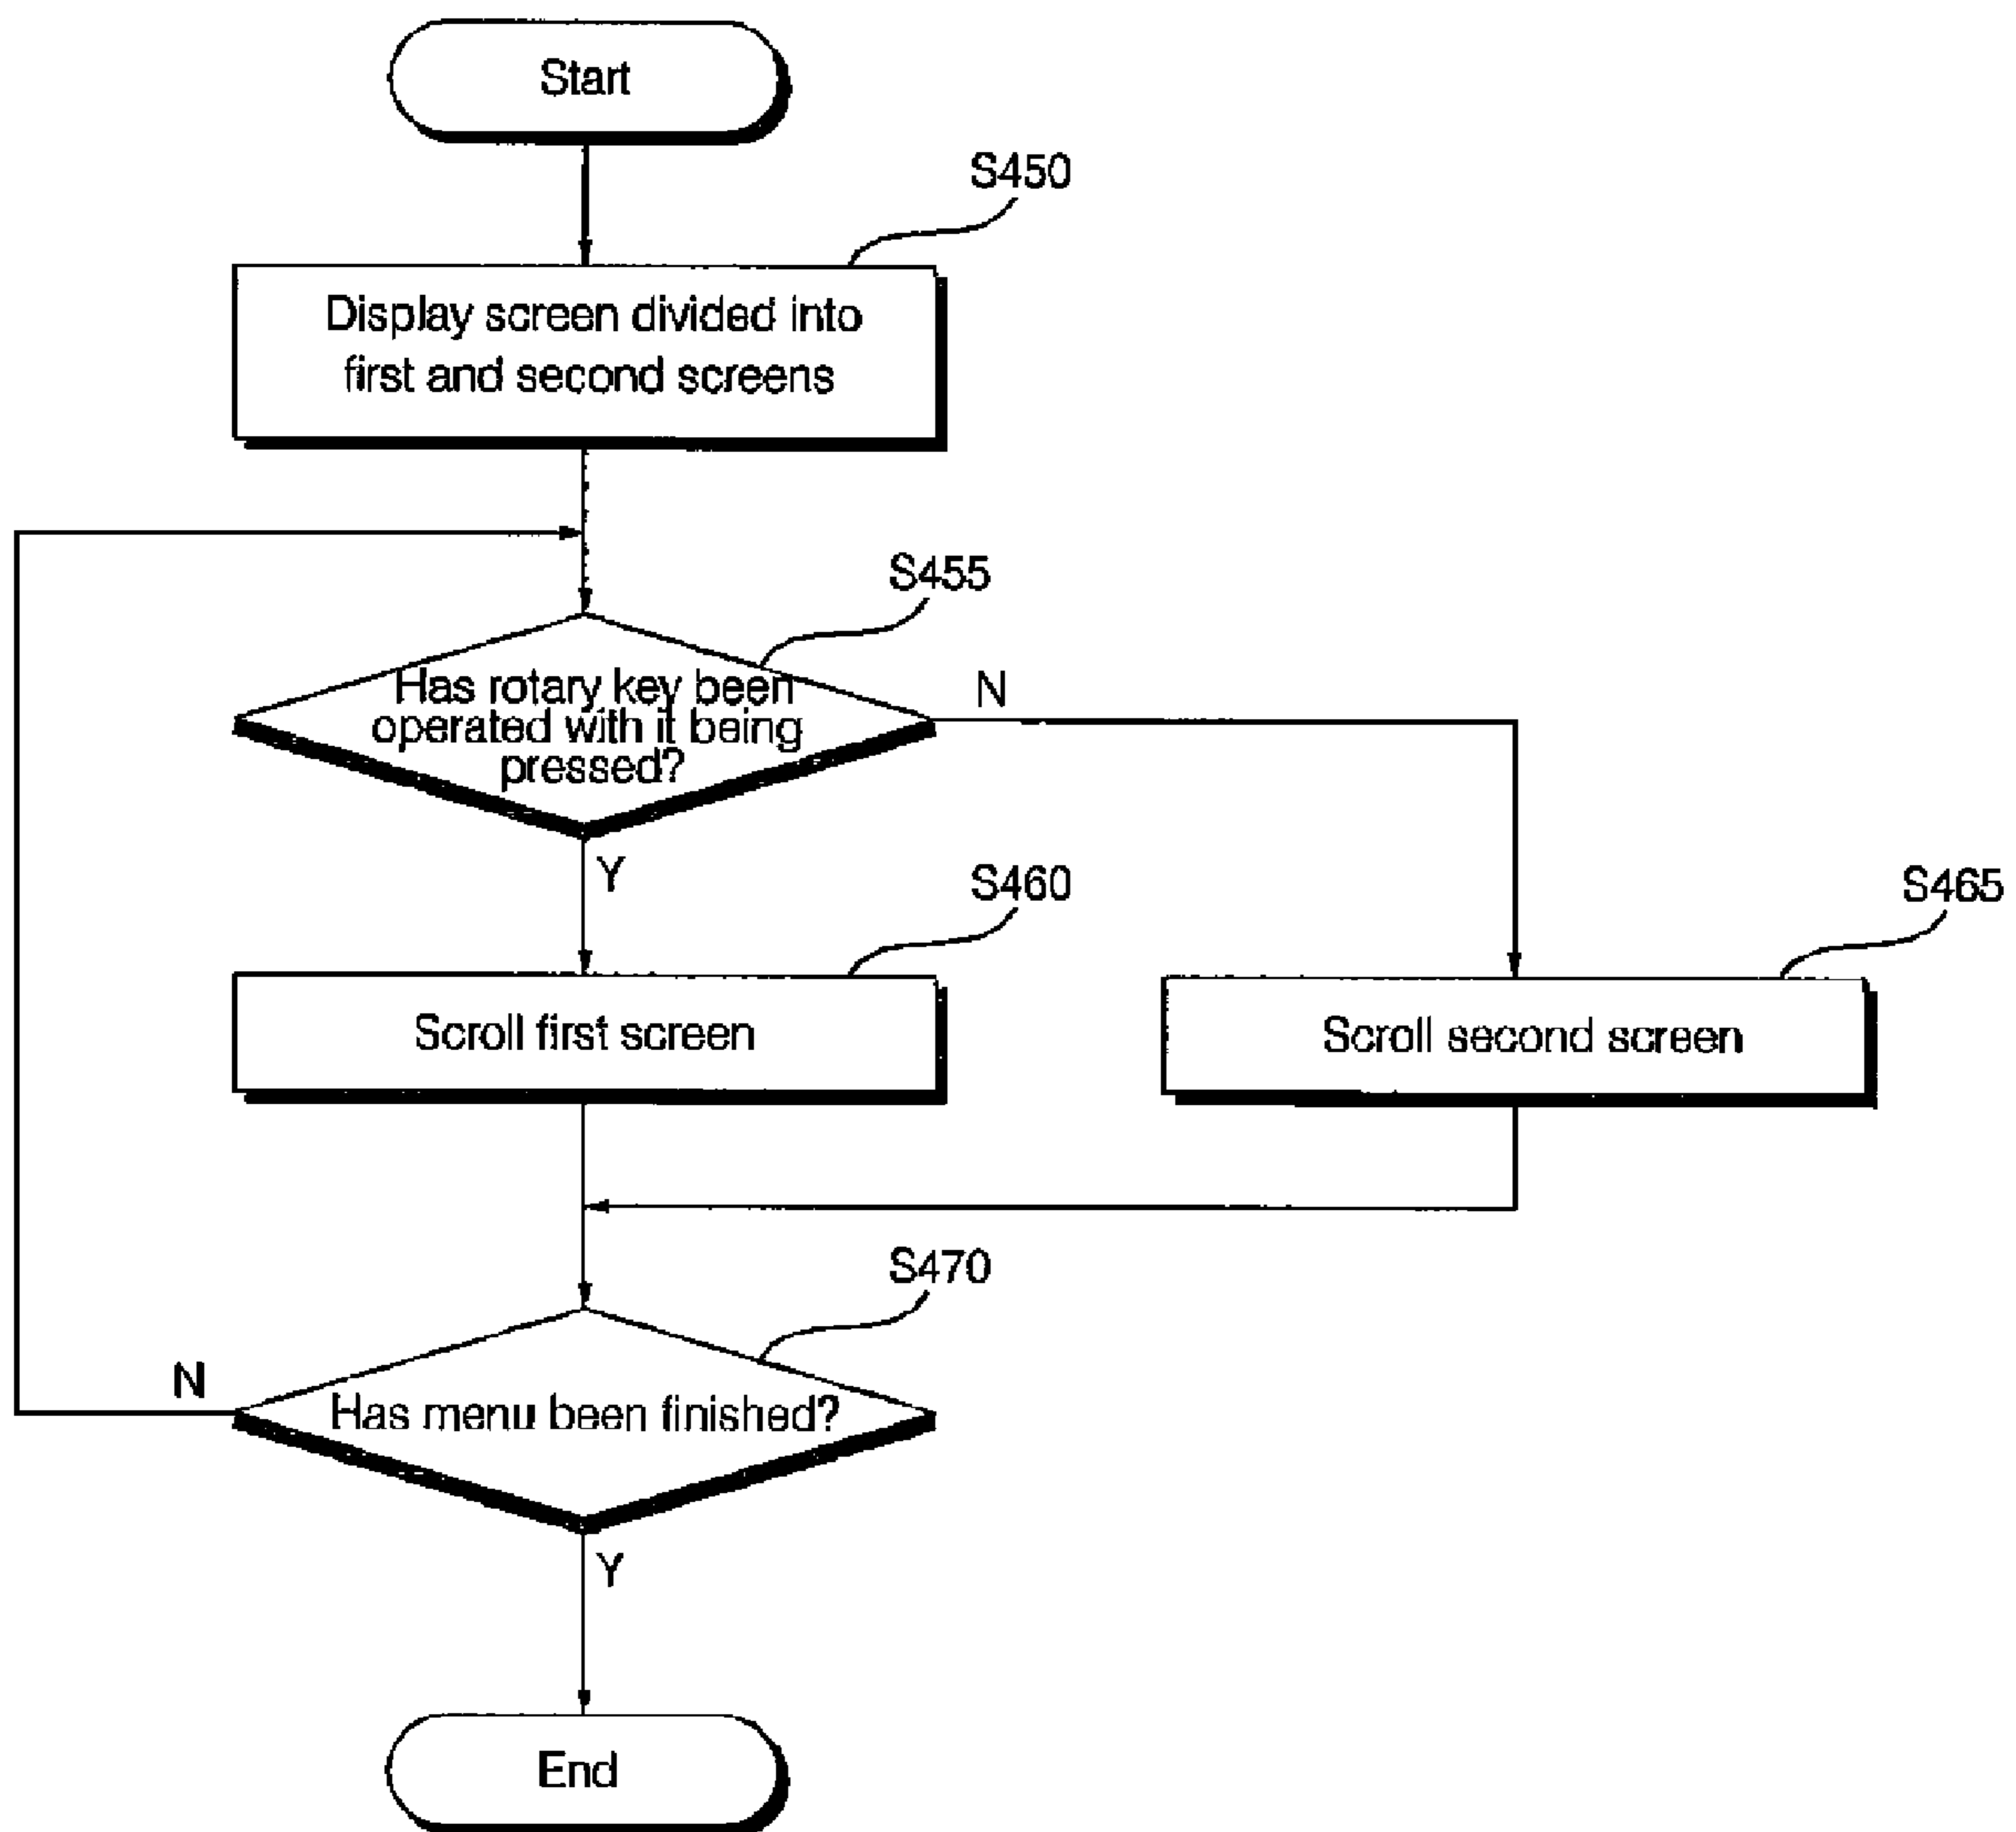 Start
S450
Display screen divided into
first and second screens
S455
Has rotary key been
operated with it being
pressed?
N
Y
S460
Scroll first screen
S465
Scroll second screen
S470
Has menu been finished?
N
Y
End